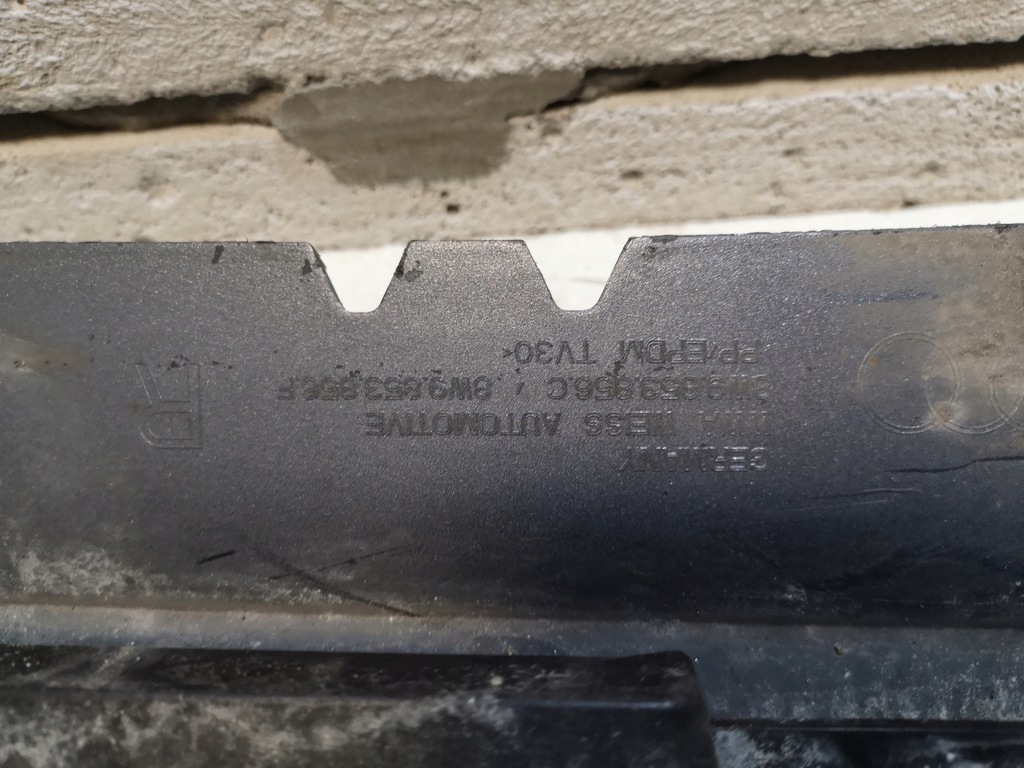 GERMANY
WEISS AUTOMOTIVE
8W9.853.856.C / 8W9.853.856.F
PP/EPDM TV30<